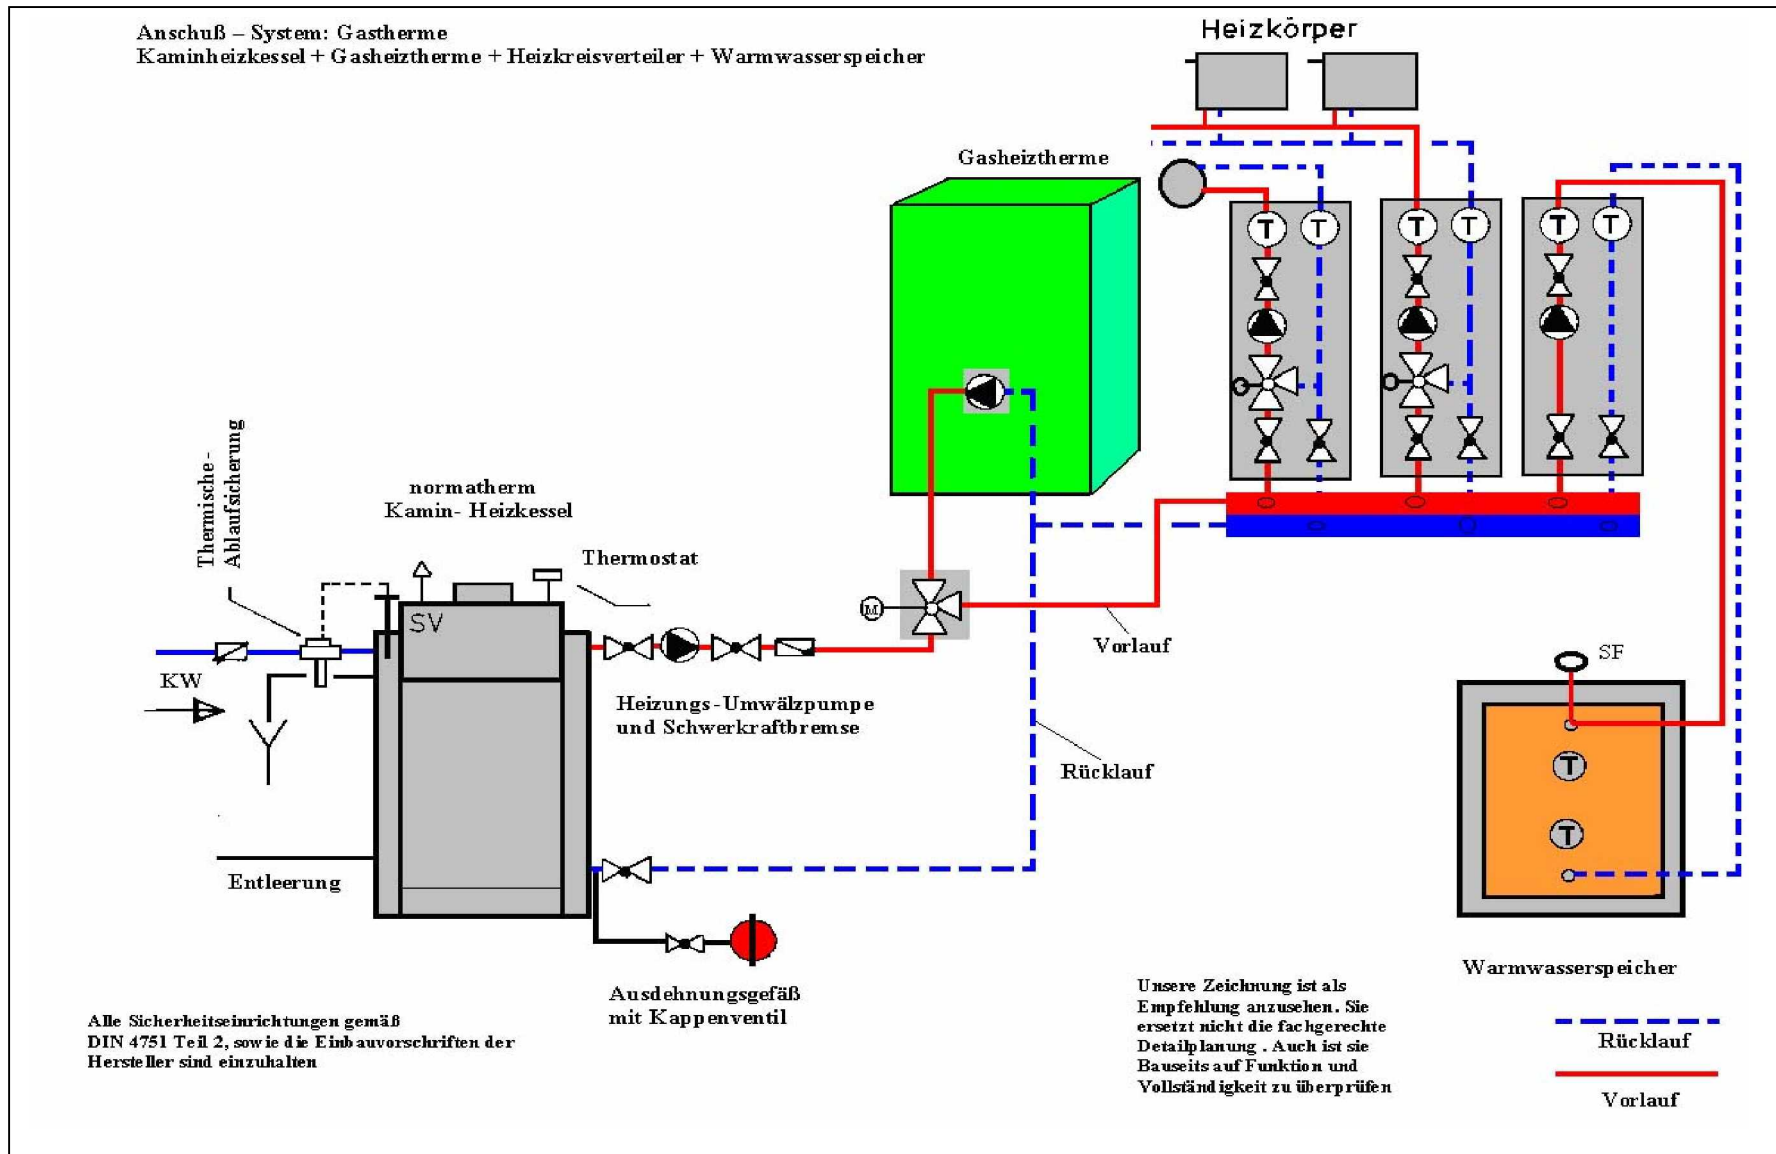 Anschuß – System: Gastherme
Kaminheizkessel + Gasheiztherme + Heizkreisverteiler + Warmwasserspeicher
Heizkörper
Gasheiztherme
T
T
T
T
T
T
Thermische-
Ablaufsicherung
normatherm
Kamin- Heizkessel
Thermostat
SV
M
Vorlauf
KW
Heizungs-Umwälzpumpe
und Schwerkraftbremse
Rücklauf
SF
T
T
Entleerung
Ausdehnungsgefäß
mit Kappenventil
Warmwasserspeicher
Alle Sicherheitseinrichtungen gemäß
DIN 4751 Teil 2, sowie die Einbauvorschriften der
Hersteller sind einzuhalten
Unsere Zeichnung ist als
Empfehlung anzusehen. Sie
ersetzt nicht die fachgerechte
Detailplanung . Auch ist sie
Bauseits auf Funktion und
Vollständigkeit zu überprüfen
Rücklauf
Vorlauf